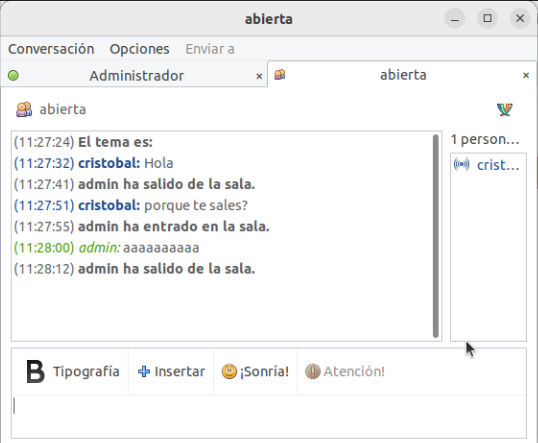 abierta
Conversación Opciones Enviar a
Administrador × abierta ×
abierta
(11:27:24) El tema es:
(11:27:32) cristobal: Hola
(11:27:41) admin ha salido de la sala.
(11:27:51) cristobal: porque te sales?
(11:27:55) admin ha entrado en la sala.
(11:28:00) admin: aaaaaaaaaa
(11:28:12) admin ha salido de la sala.
1 person...
crist...
B Tipografía Insertar ¡Sonría! ¡Atención!